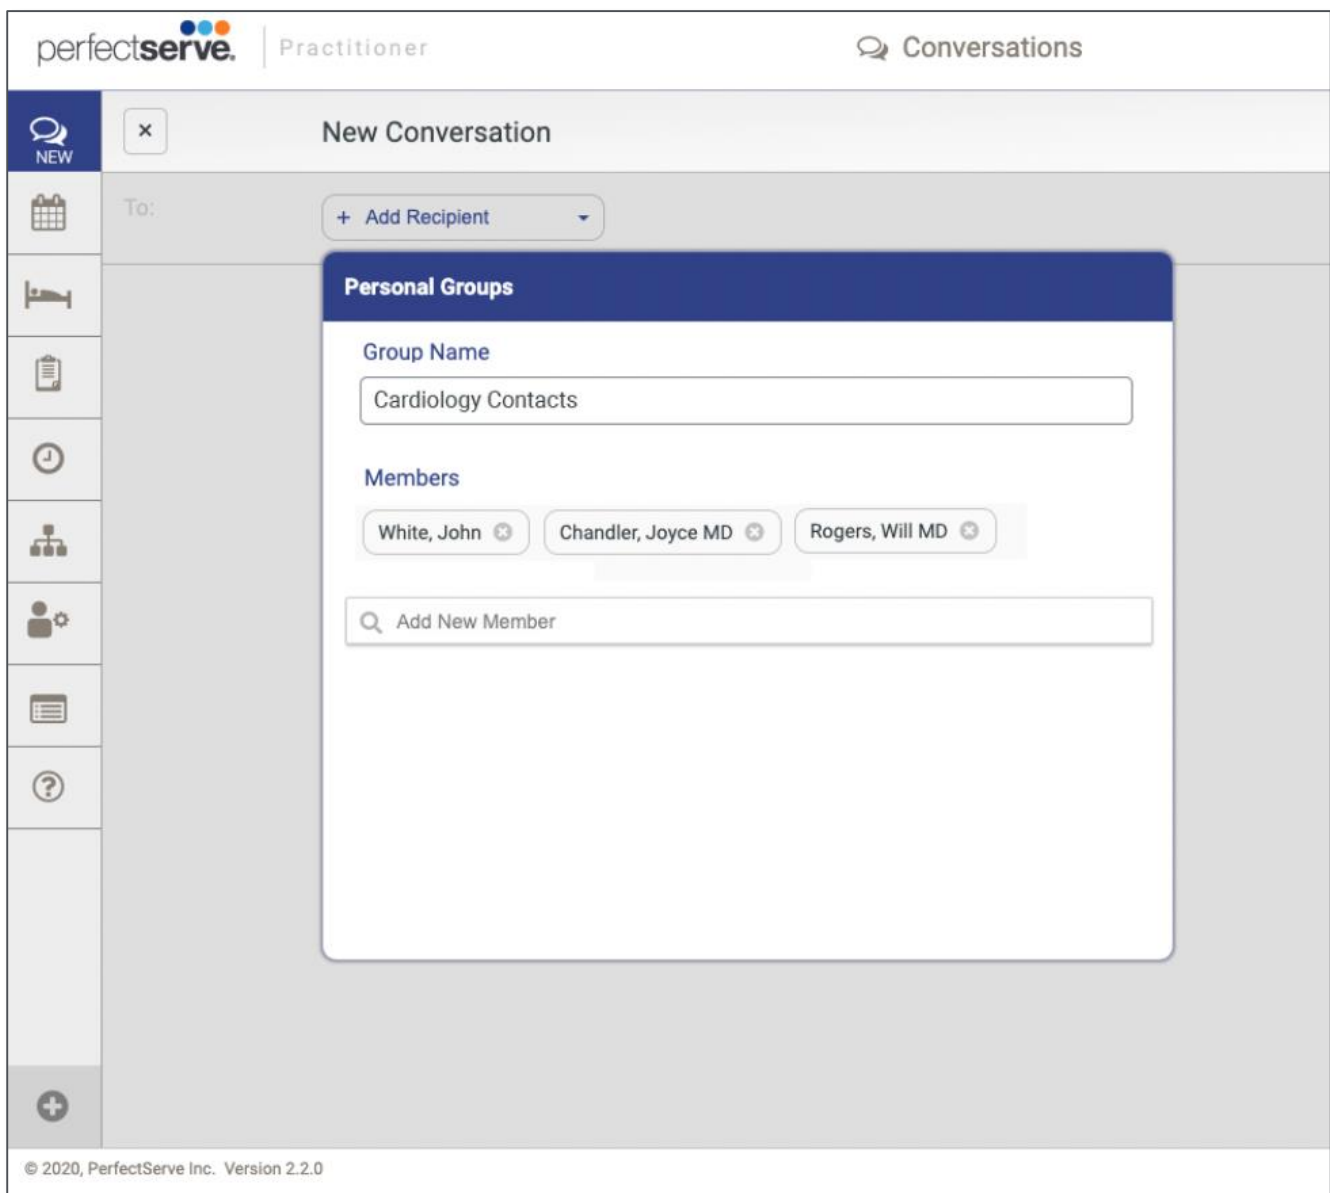 perfectserve. Practitioner Conversations
NEW
× New Conversation
To: + Add Recipient
Personal Groups
Group Name
Cardiology Contacts
Members
White, John Chandler, Joyce MD Rogers, Will MD
Add New Member
© 2020, PerfectServe Inc. Version 2.2.0